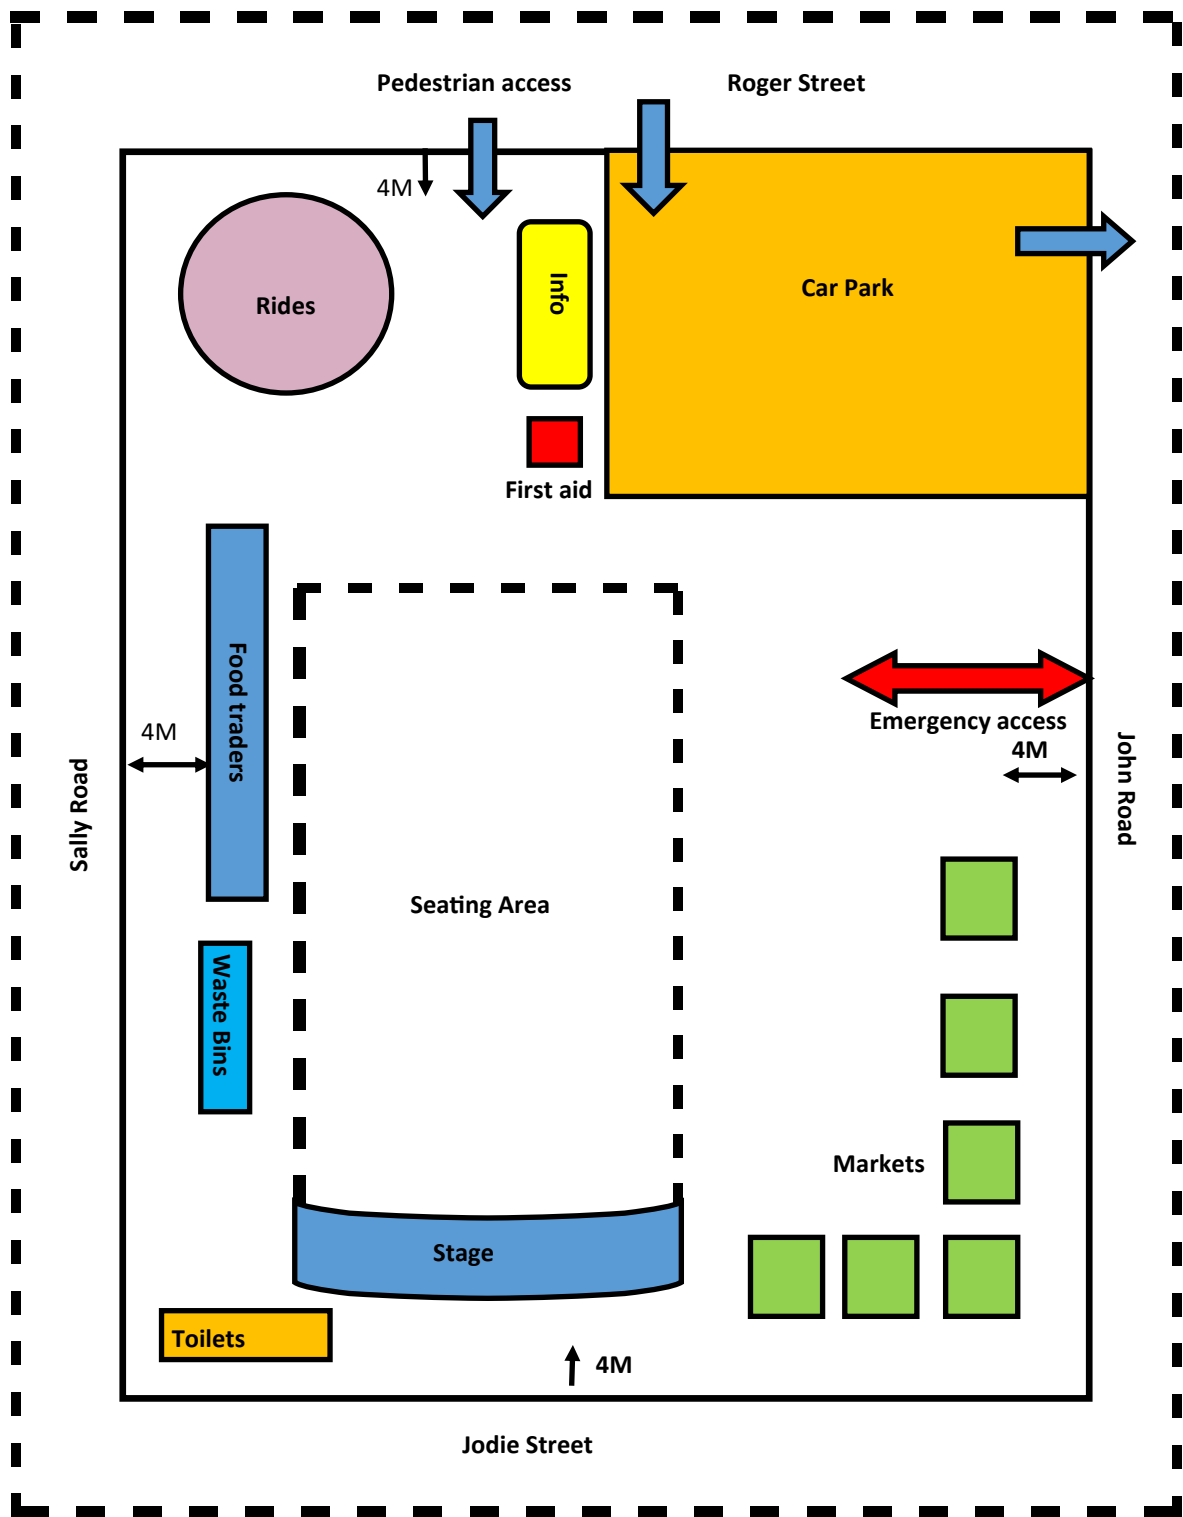 Pedestrian access
Roger Street
4M
Rides
Info
Car Park
First aid
Food traders
Emergency access
4M
4M
John Road
Sally Road
Seating Area
Waste Bins
Markets
Stage
Toilets
4M
Jodie Street